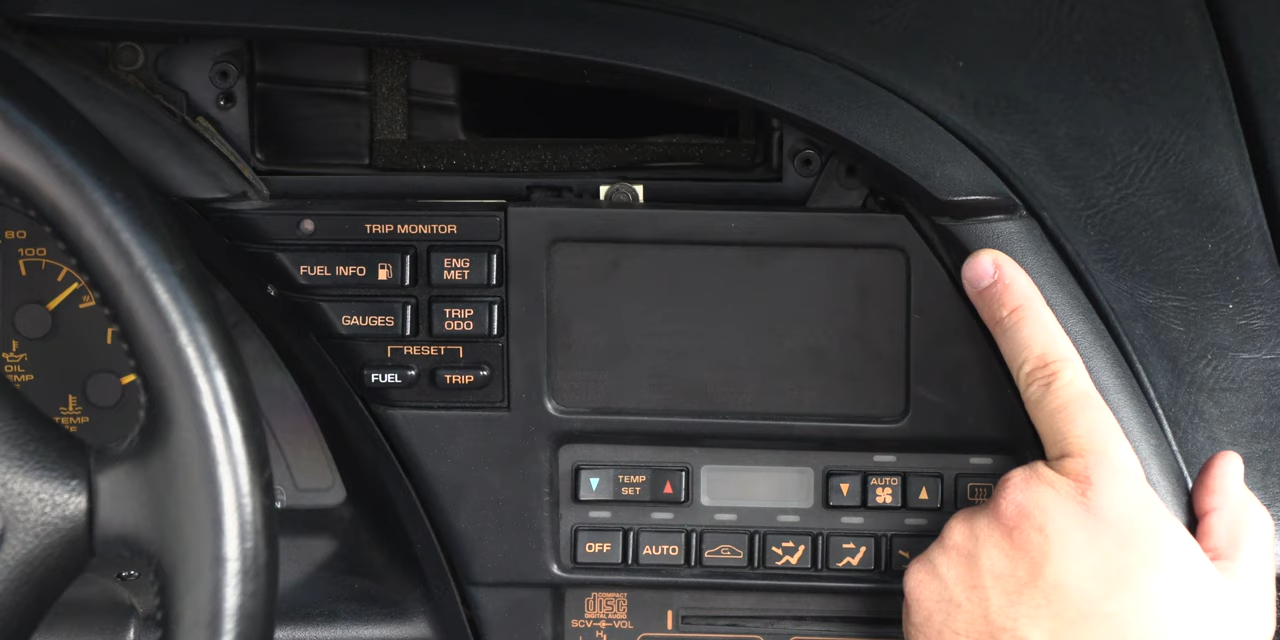 80
100
OIL
TEMP
TEMP
°F
TRIP MONITOR
FUEL INFO
ENG
MET
GAUGES
TRIP
ODO
RESET
FUEL
TRIP
TEMP
SET
AUTO
OFF
AUTO
COMPACT
disc
DIGITAL AUDIO
SCV
VOL
H
L